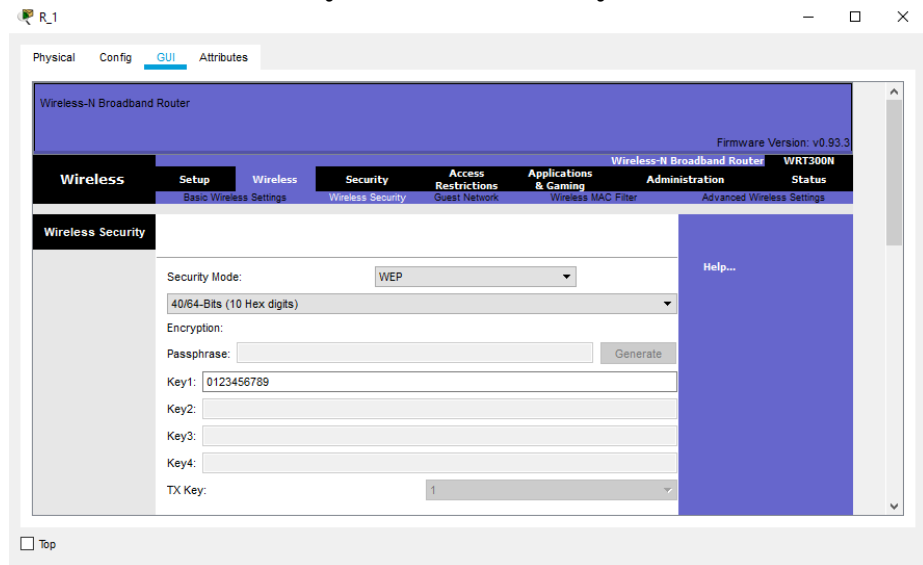 R_1
Physical Config GUI Attributes
Wireless-N Broadband Router
Firmware Version: v0.93.3
Wireless-N Broadband Router WRT300N
Wireless
Setup Wireless Security Access Restrictions Applications & Gaming Administration Status
Basic Wireless Settings Wireless Security Guest Network Wireless MAC Filter Advanced Wireless Settings
Wireless Security
Help...
Security Mode: WEP
40/64-Bits (10 Hex digits)
Encryption:
Passphrase: Generate
Key1: 0123456789
Key2:
Key3:
Key4:
TX Key: 1
Top